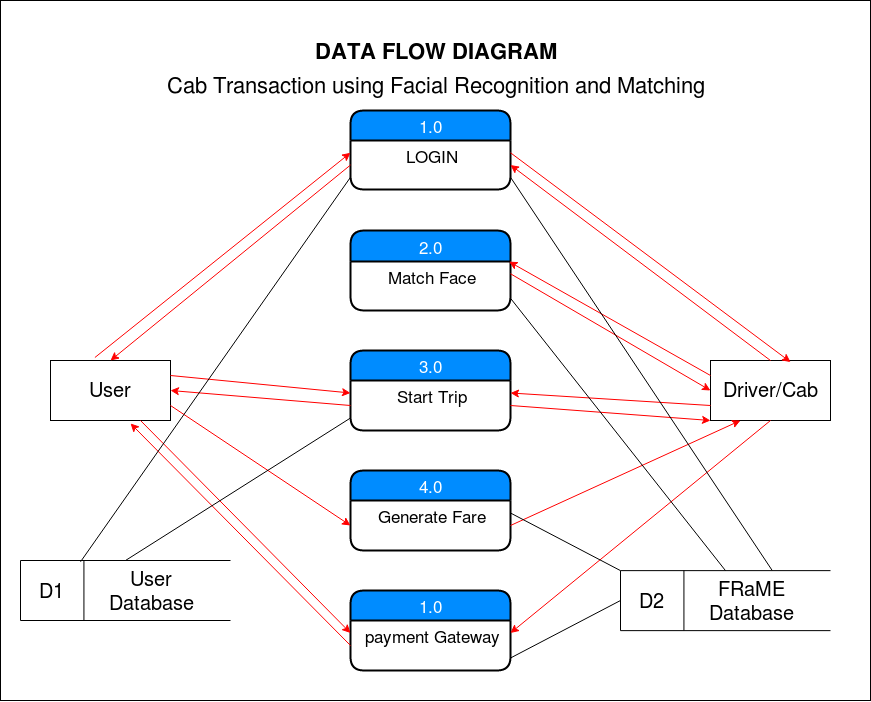 DATA FLOW DIAGRAM
Cab Transaction using Facial Recognition and Matching
1.0
LOGIN
2.0
Match Face
3.0
Start Trip
User
Driver/Cab
4.0
Generate Fare
D1
User
Database
D2
FRaME
Database
1.0
payment Gateway